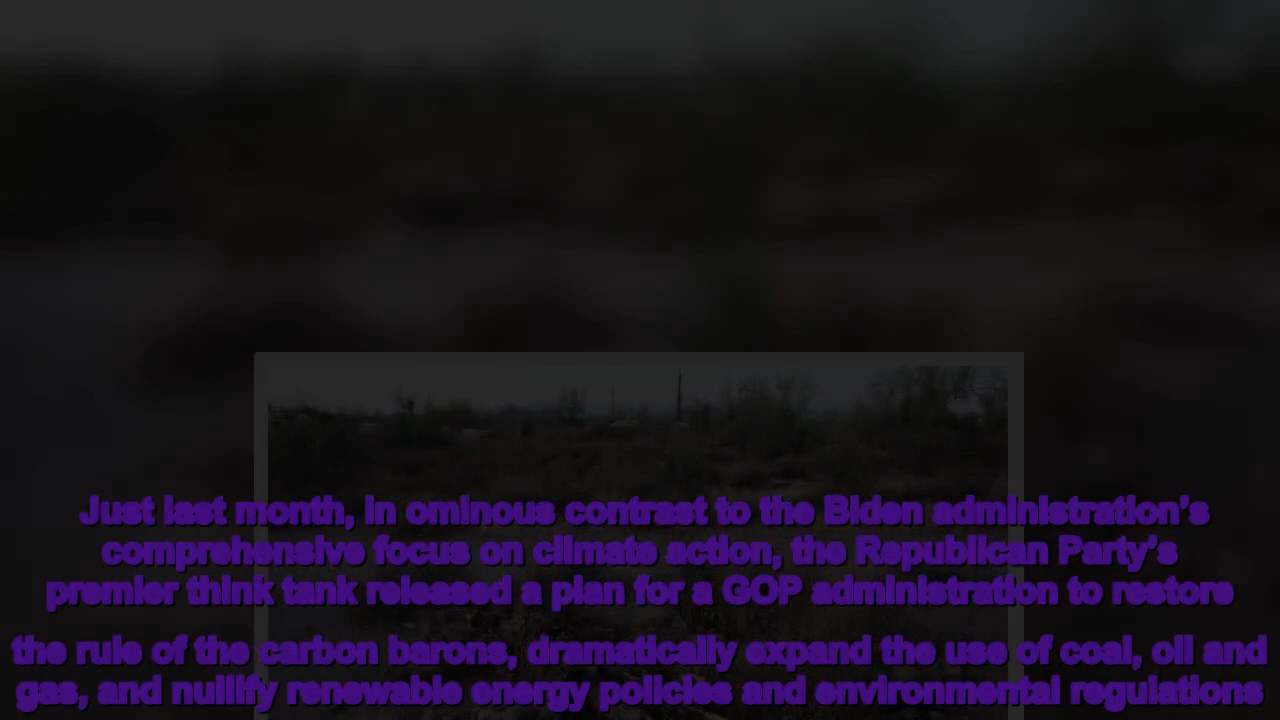 Just last month, in ominous contrast to the Biden administration's
comprehensive focus on climate action, the Republican Party's
premier think tank released a plan for a GOP administration to restore
the rule of the carbon barons, dramatically expand the use of coal, oil and
gas, and nullify renewable energy policies and environmental regulations